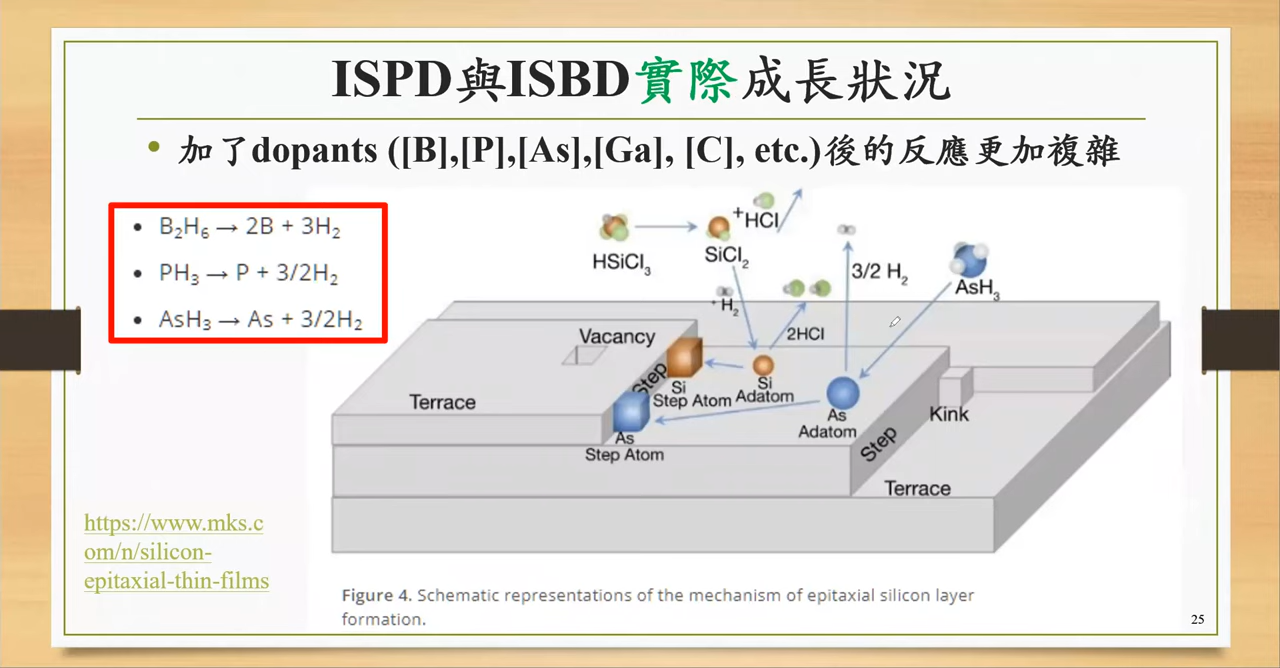 ISPD與ISBD實際成長狀況
• 加了dopants ([B],[P],[As],[Ga], [C], etc.)後的反應更加複雜
• B₂H₆ → 2B + 3H₂
• PH₃ → P + 3/2H₂
• AsH₃ → As + 3/2H₂
HSiCl₃
SiCl₂
+HCl
+H₂
2HCl
3/2 H₂
AsH₃
Vacancy
Terrace
Step
Si
Step Atom
Si
Adatom
As
Adatom
As
Step Atom
Step
Kink
Terrace
https://www.mks.c
om/n/silicon-
epitaxial-thin-films
Figure 4. Schematic representations of the mechanism of epitaxial silicon layer
formation.
25